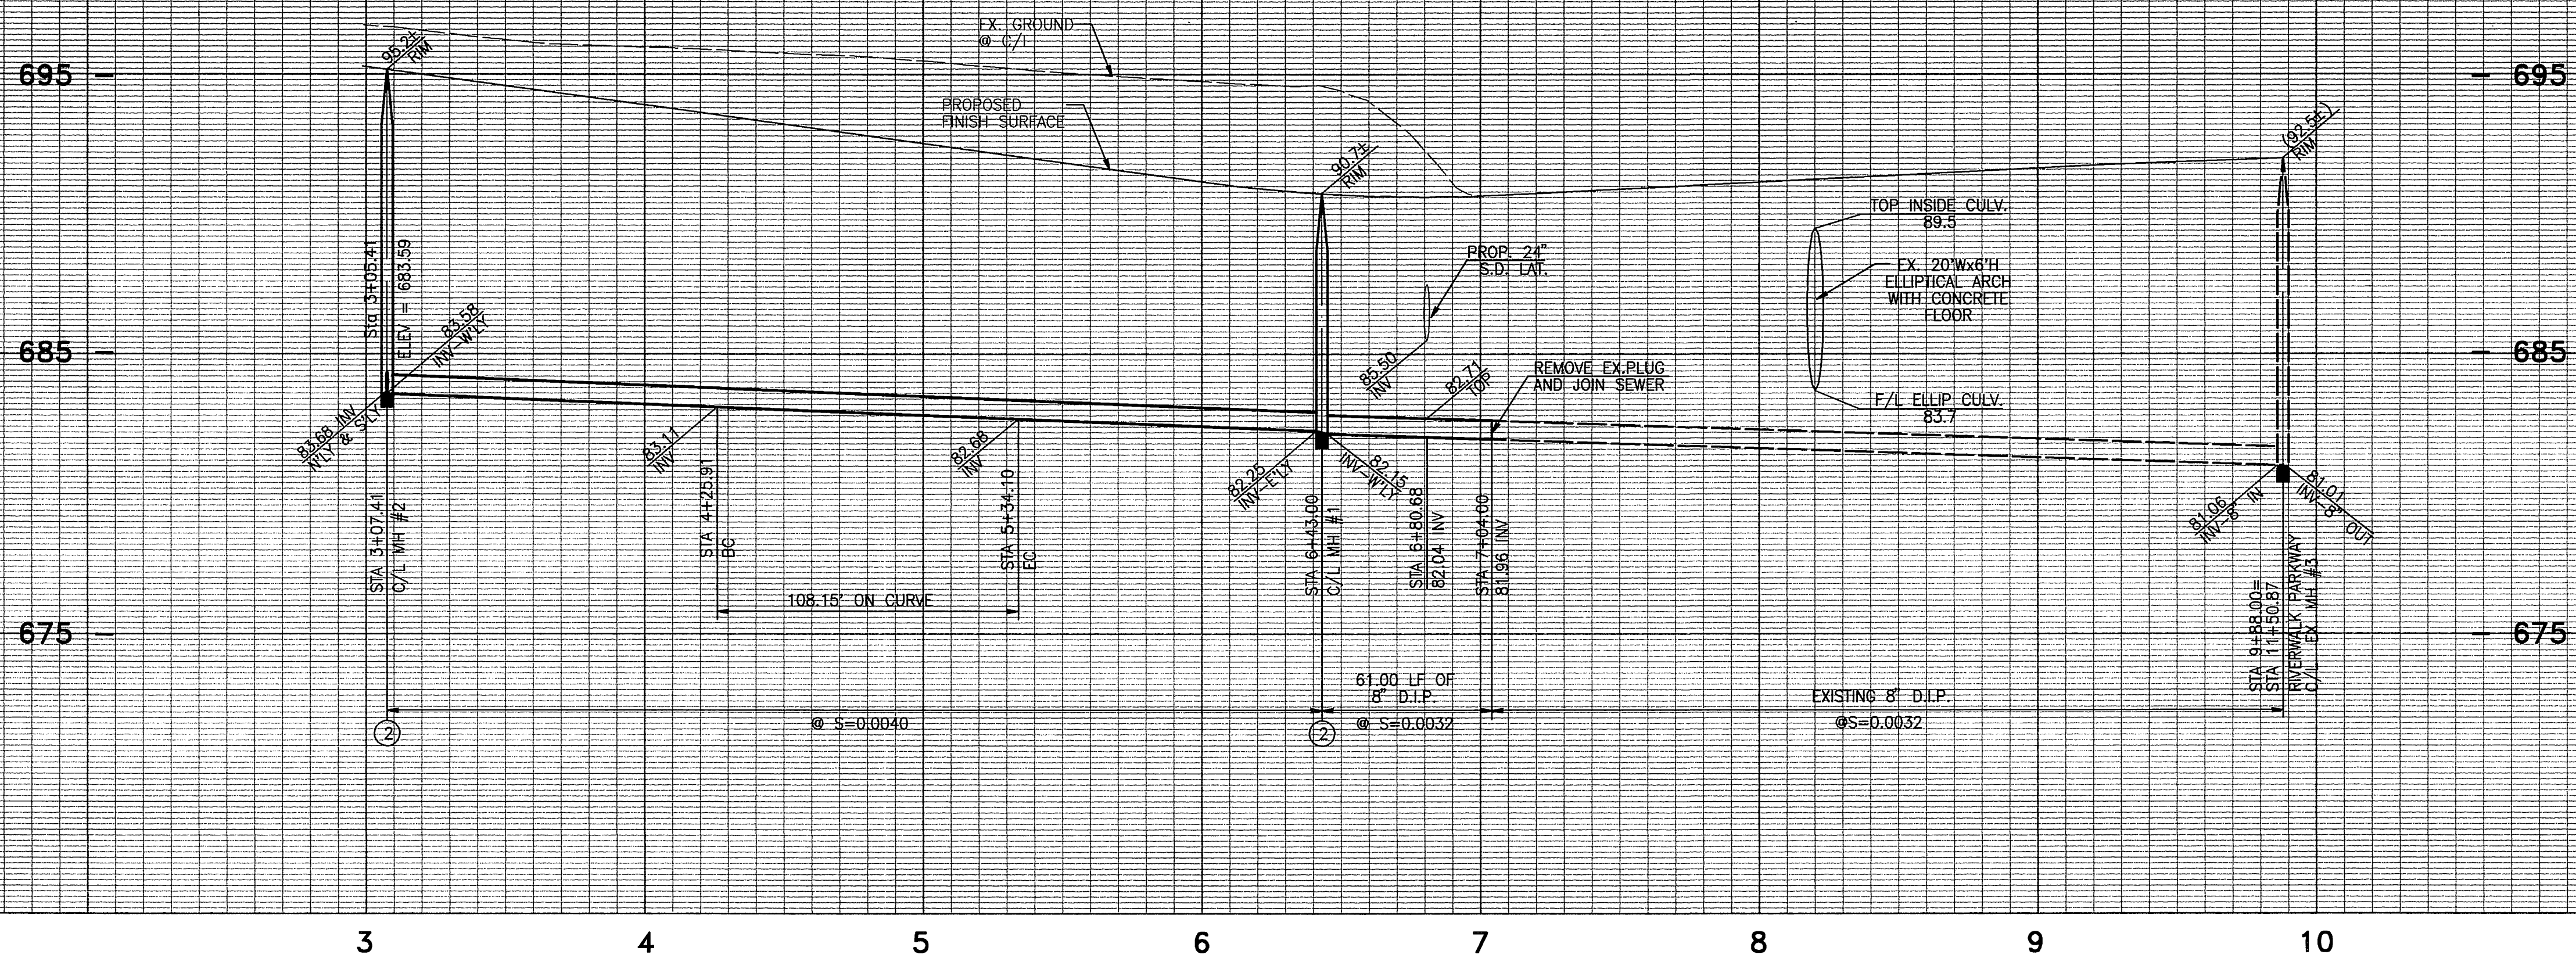 EX. GROUND
@ C/L
695
95.2±
RIM
695
PROPOSED
FINISH SURFACE
(92.5±)
RIM
90.7±
RIM
TOP INSIDE CULV.
89.5
Sta 3+05.41
ELEV = 683.59
PROP. 24"
S.D. LAT.
EX. 20'Wx6'H
ELLIPTICAL ARCH
WITH CONCRETE
FLOOR
83.58
INV-W'LY
685
685
85.50
INV
82.71
TOP
REMOVE EX.PLUG
AND JOIN SEWER
F/L ELLIP CULV.
83.7
83.68 INV
N'LY & S'LY
83.11
INV
82.68
INV
82.25
INV-E'LY
82.15
INV-W'LY
81.06
INV-8" IN
81.01
INV-8" OUT
STA 3+07.41
C/L MH #2
STA 4+25.91
BC
STA 5+34.10
EC
STA 6+43.00
C/L MH #1
STA 6+80.68
82.04 INV
STA 7+04.00
81.96 INV
STA 9+88.00=
STA 11+50.87
RIVERWALK PARKWAY
C/L EX. MH #3
108.15' ON CURVE
675
675
61.00 LF OF
8" D.I.P.
EXISTING 8" D.I.P.
@ S=0.0040
@ S=0.0032
@S=0.0032
2
2
3
4
5
6
7
8
9
10